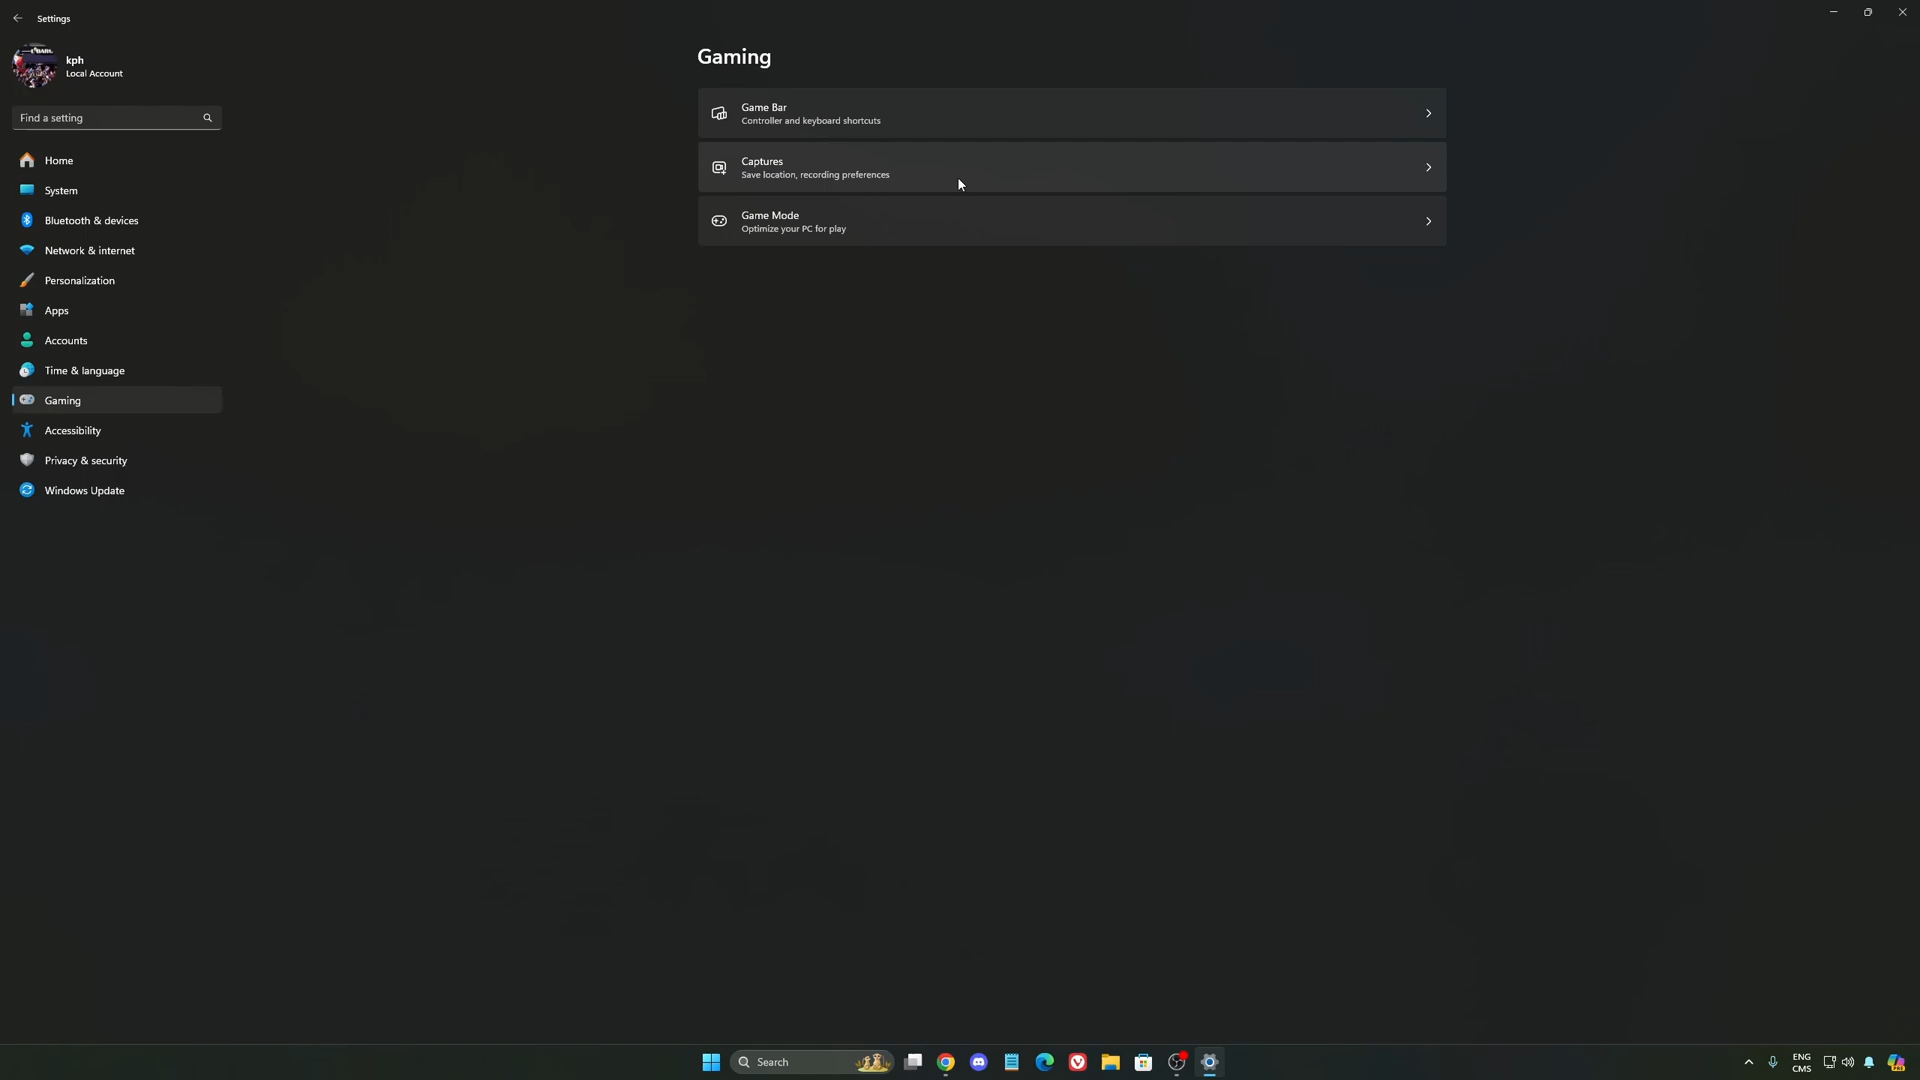 Settings
kph
Local Account
Find a setting
Home
System
Bluetooth & devices
Network & internet
Personalization
Apps
Accounts
Time & language
Gaming
Accessibility
Privacy & security
Windows Update
Gaming
Game Bar
Controller and keyboard shortcuts
Captures
Save location, recording preferences
Game Mode
Optimize your PC for play
Search
ENG
CMS